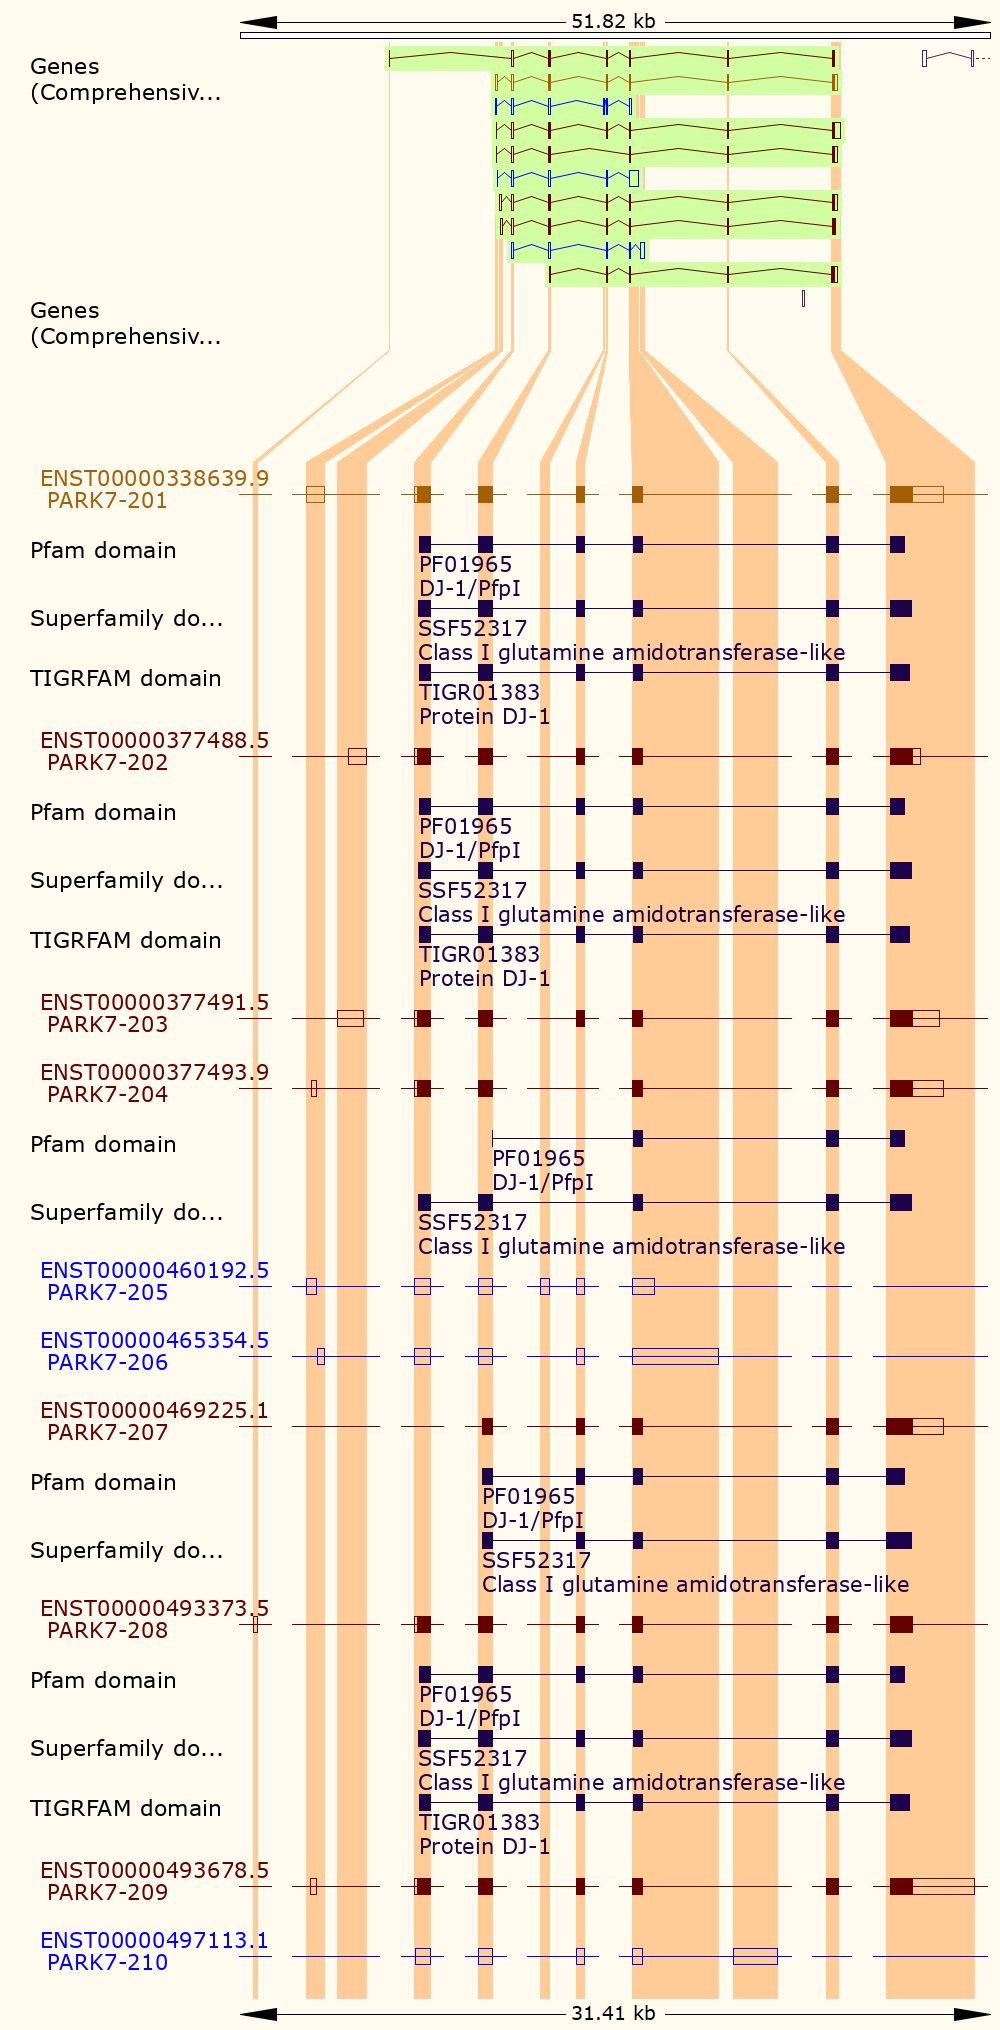 51.82 kb
Genes
(Comprehensiv...
Genes
(Comprehensiv...
ENST00000338639.9
PARK7-201
Pfam domain
PF01965
DJ-1/PfpI
Superfamily do...
SSF52317
Class I glutamine amidotransferase-like
TIGRFAM domain
TIGR01383
Protein DJ-1
ENST00000377488.5
PARK7-202
Pfam domain
PF01965
DJ-1/PfpI
Superfamily do...
SSF52317
Class I glutamine amidotransferase-like
TIGRFAM domain
TIGR01383
Protein DJ-1
ENST00000377491.5
PARK7-203
ENST00000377493.9
PARK7-204
Pfam domain
PF01965
DJ-1/PfpI
Superfamily do...
SSF52317
Class I glutamine amidotransferase-like
ENST00000460192.5
PARK7-205
ENST00000465354.5
PARK7-206
ENST00000469225.1
PARK7-207
Pfam domain
PF01965
DJ-1/PfpI
Superfamily do...
SSF52317
Class I glutamine amidotransferase-like
ENST00000493373.5
PARK7-208
Pfam domain
PF01965
DJ-1/PfpI
Superfamily do...
SSF52317
Class I glutamine amidotransferase-like
TIGRFAM domain
TIGR01383
Protein DJ-1
ENST00000493678.5
PARK7-209
ENST00000497113.1
PARK7-210
31.41 kb